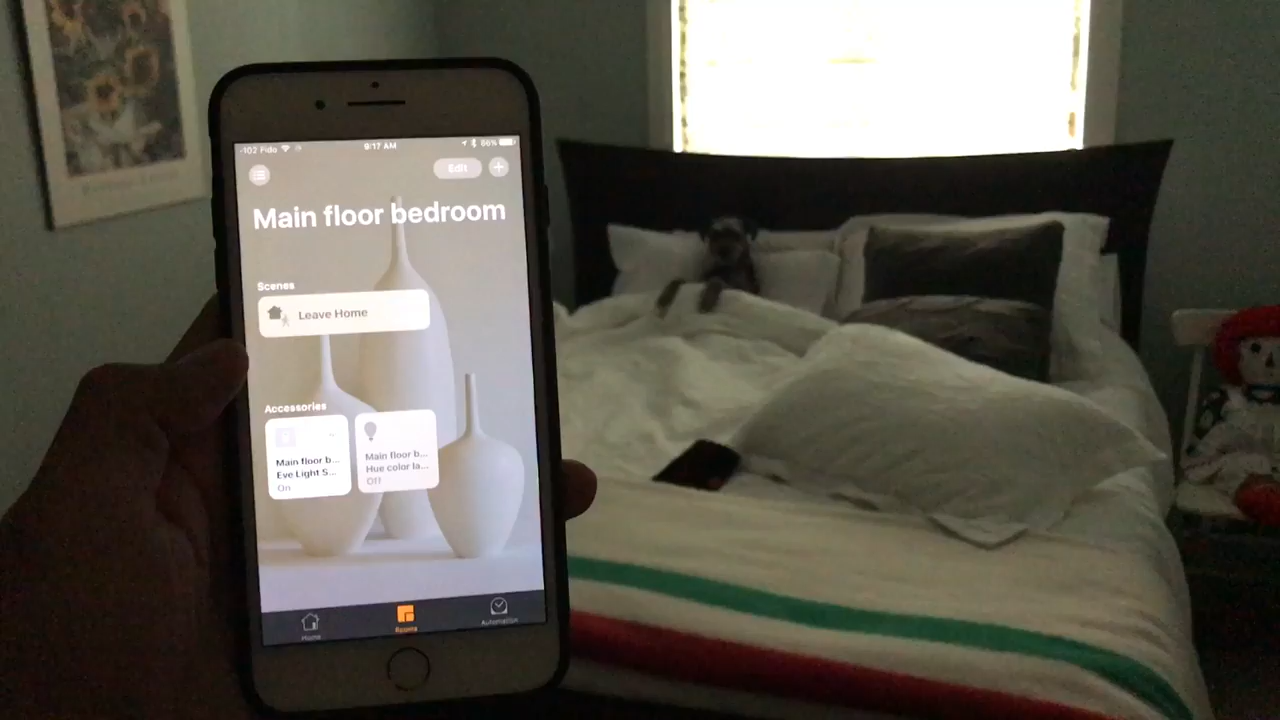 -102 Fido 9:17 AM 86%
Edit +
Main floor bedroom
Scenes
Leave Home
Accessories
Main floor b...
Eve Light S...
On
Main floor b...
Hue color la...
Off
Home Rooms Automation